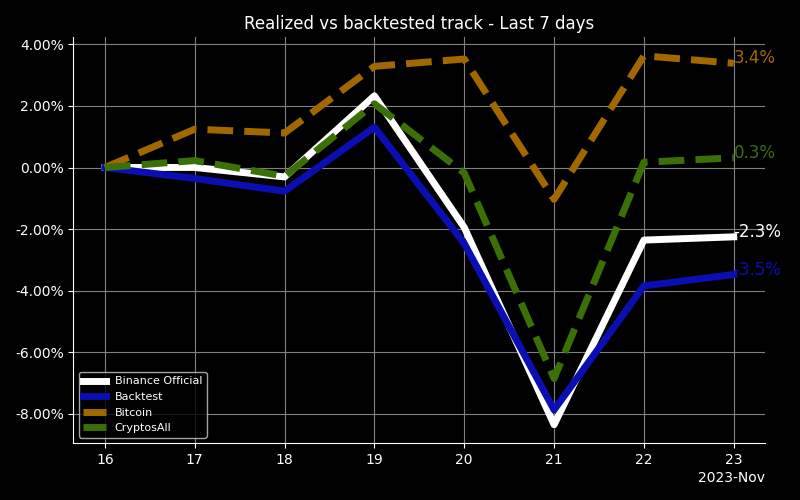 Realized vs backtested track - Last 7 days
4.00%
2.00%
0.00%
-2.00%
-4.00%
-6.00%
-8.00%
3.4%
0.3%
-2.3%
-3.5%
Binance Official
Backtest
Bitcoin
CryptosAll
16 17 18 19 20 21 22 23
2023-Nov